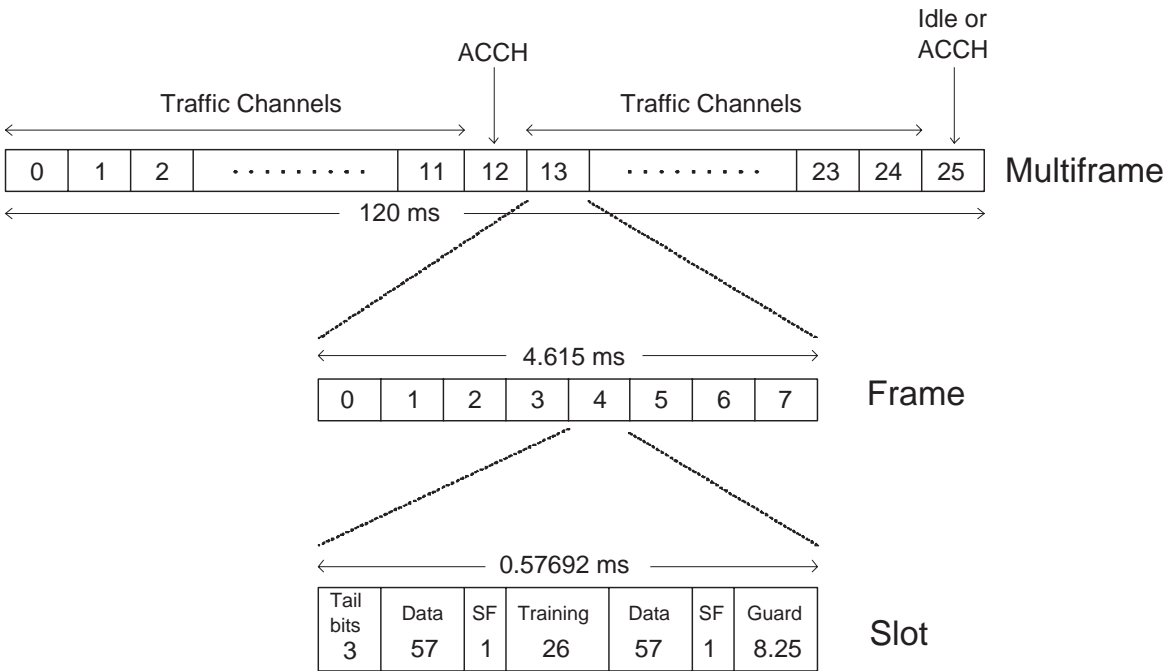 Idle or
ACCH
ACCH
Traffic Channels
Traffic Channels
0 1 2 ......... 11 12 13 ......... 23 24 25
Multiframe
120 ms
4.615 ms
0 1 2 3 4 5 6 7
Frame
0.57692 ms
Tail
bits
3
Data
57
SF
1
Training
26
Data
57
SF
1
Guard
8.25
Slot